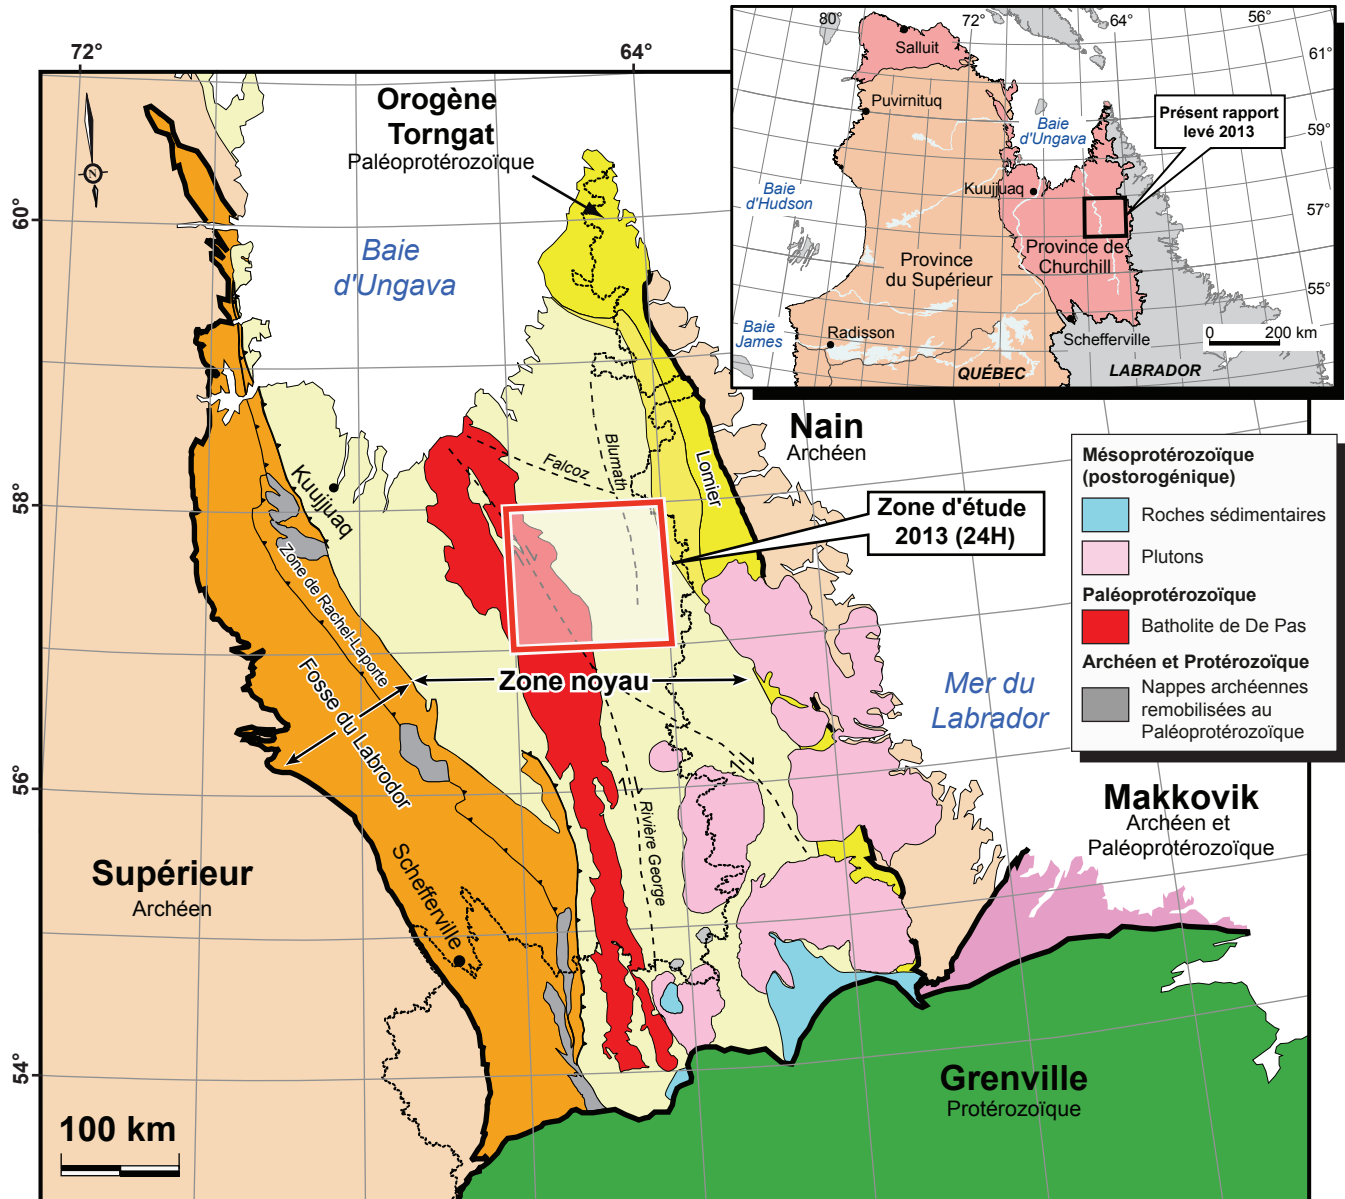 72°
64°
60°
58°
56°
54°
Orogène
Torngat
Paléoprotérozoïque
N
Baie
d'Ungava
Kuujjuaq
Falcoz
Blumath
Lomier
Nain
Archéen
Zone d'étude
2013 (24H)
Zone de Rachel-Laporte
Fosse du Labrodor
Zone noyau
Mer du
Labrador
Rivière George
Schefferville
Supérieur
Archéen
Makkovik
Archéen et
Paléoprotérozoïque
Grenville
Protérozoïque
100 km
80°
72°
64°
56°
61°
59°
57°
55°
Salluit
Puvirnituq
Baie
d'Ungava
Présent rapport
levé 2013
Kuujjuaq
Baie
d'Hudson
Province
du Supérieur
Province de
Churchill
Baie
James
Radisson
Schefferville
0 200 km
QUÉBEC
LABRADOR
Mésoprotérozoïque
(postorogénique)
Roches sédimentaires
Plutons
Paléoprotérozoïque
Batholite de De Pas
Archéen et Protérozoïque
Nappes archéennes
remobilisées au
Paléoprotérozoïque